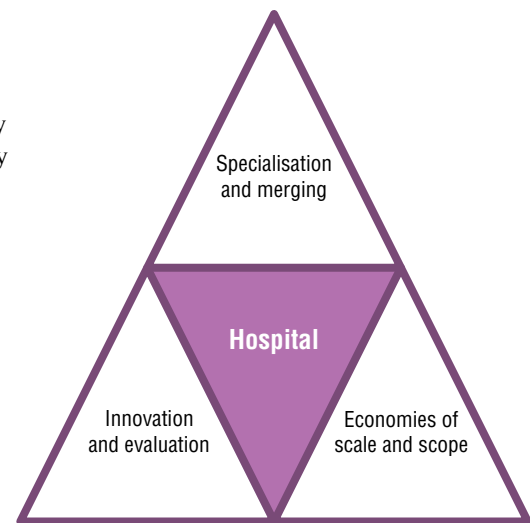 Specialisation
and merging
Hospital
Innovation
and evaluation
Economies of
scale and scope